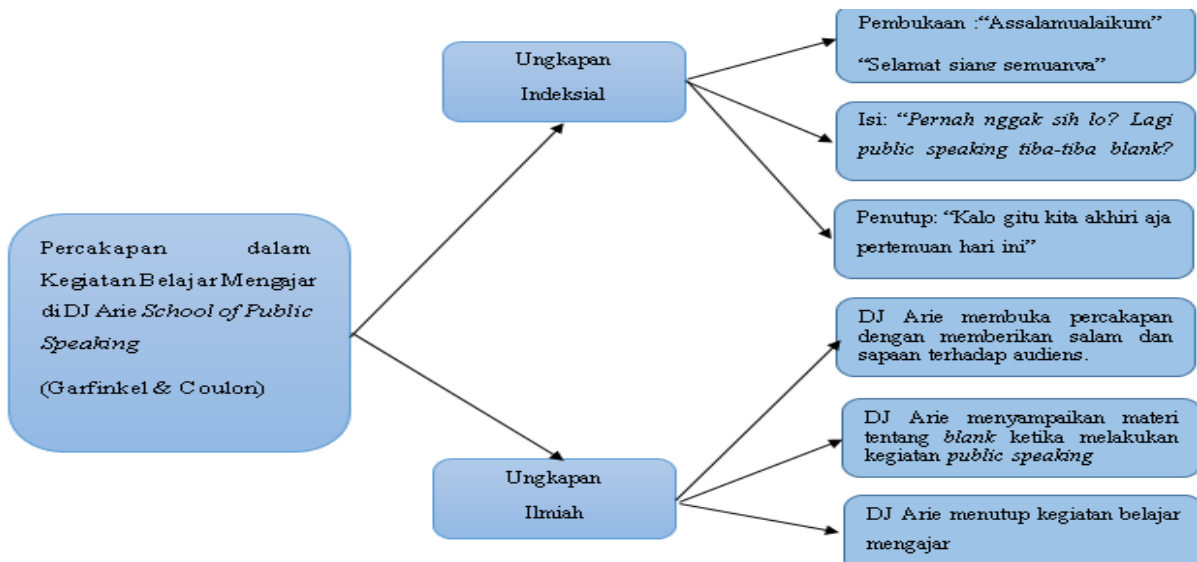 Percakapan dalam
Kegiatan Belajar Mengajar
di DJ Arie School of Public
Speaking
(Garfinkel & Coulon)
Ungkapan
Indeksial
Pembukaan :“Assalamualaikum”
“Selamat siang semuanya”
Isi: “Pernah nggak sih lo? Lagi
public speaking tiba-tiba blank?
Penutup: “Kalo gitu kita akhiri aja
pertemuan hari ini”
Ungkapan
Ilmiah
DJ Arie membuka percakapan
dengan memberikan salam dan
sapaan terhadap audiens.
DJ Arie menyampaikan materi
tentang blank ketika melakukan
kegiatan public speaking
DJ Arie menutup kegiatan belajar
mengajar